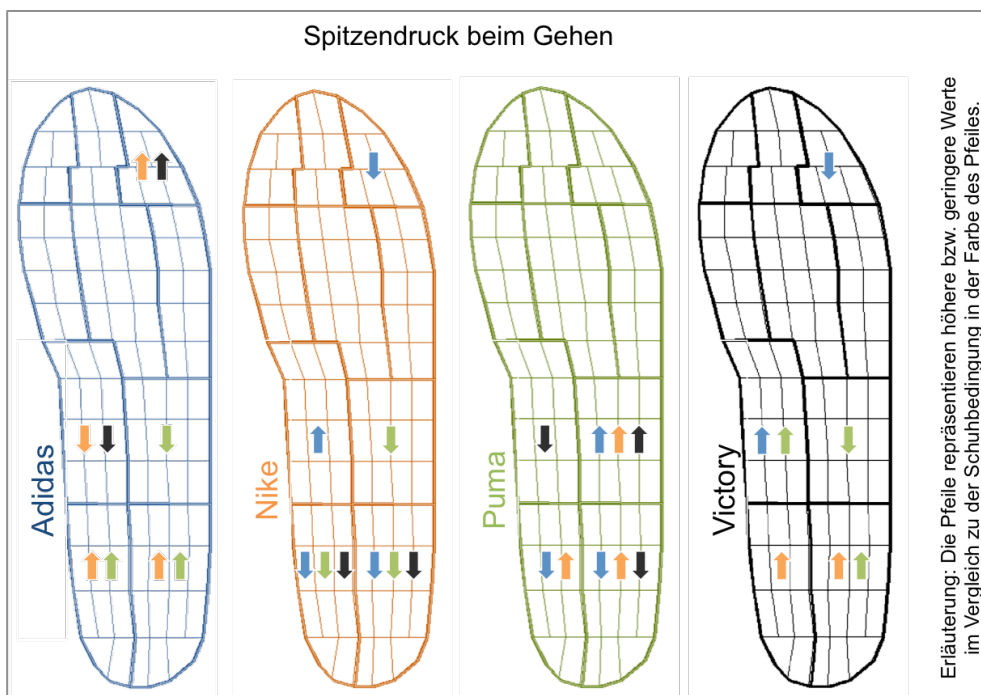 Spitzendruck beim Gehen
Adidas
Nike
Puma
Victory
Erläuterung: Die Pfeile repräsentieren höhere bzw. geringere Werte
im Vergleich zu der Schuhbedingung in der Farbe des Pfeiles.